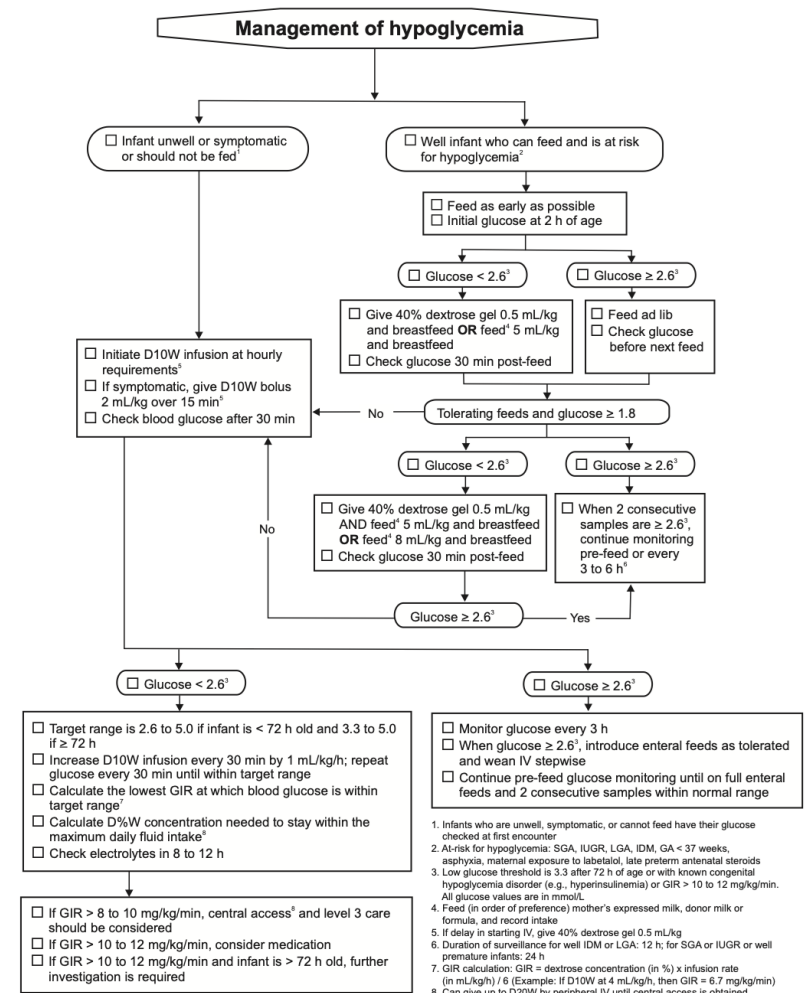 Management of hypoglycemia
☐ Infant unwell or symptomatic
or should not be fed¹
☐ Well infant who can feed and is at risk
for hypoglycemia²
☐ Feed as early as possible
☐ Initial glucose at 2 h of age
☐ Glucose < 2.6³
☐ Glucose ≥ 2.6³
☐ Give 40% dextrose gel 0.5 mL/kg
and breastfeed OR feed⁴ 5 mL/kg
and breastfeed
☐ Check glucose 30 min post-feed
☐ Feed ad lib
☐ Check glucose
before next feed
☐ Initiate D10W infusion at hourly
requirements⁵
☐ If symptomatic, give D10W bolus
2 mL/kg over 15 min⁵
☐ Check blood glucose after 30 min
No
Tolerating feeds and glucose ≥ 1.8
☐ Glucose < 2.6³
☐ Glucose ≥ 2.6³
No
☐ Give 40% dextrose gel 0.5 mL/kg
AND feed⁴ 5 mL/kg and breastfeed
OR feed⁴ 8 mL/kg and breastfeed
☐ Check glucose 30 min post-feed
☐ When 2 consecutive
samples are ≥ 2.6³,
continue monitoring
pre-feed or every
3 to 6 h⁶
Glucose ≥ 2.6³
Yes
☐ Glucose < 2.6³
☐ Glucose ≥ 2.6³
☐ Target range is 2.6 to 5.0 if infant is < 72 h old and 3.3 to 5.0
if ≥ 72 h
☐ Increase D10W infusion every 30 min by 1 mL/kg/h; repeat
glucose every 30 min until within target range
☐ Calculate the lowest GIR at which blood glucose is within
target range⁷
☐ Calculate D%W concentration needed to stay within the
maximum daily fluid intake⁸
☐ Check electrolytes in 8 to 12 h
☐ Monitor glucose every 3 h
☐ When glucose ≥ 2.6³, introduce enteral feeds as tolerated
and wean IV stepwise
☐ Continue pre-feed glucose monitoring until on full enteral
feeds and 2 consecutive samples within normal range
☐ If GIR > 8 to 10 mg/kg/min, central access⁸ and level 3 care
should be considered
☐ If GIR > 10 to 12 mg/kg/min, consider medication
☐ If GIR > 10 to 12 mg/kg/min and infant is > 72 h old, further
investigation is required
1. Infants who are unwell, symptomatic, or cannot feed have their glucose
checked at first encounter
2. At-risk for hypoglycemia: SGA, IUGR, LGA, IDM, GA < 37 weeks,
asphyxia, maternal exposure to labetalol, late preterm antenatal steroids
3. Low glucose threshold is 3.3 after 72 h of age or with known congenital
hypoglycemia disorder (e.g., hyperinsulinemia) or GIR > 10 to 12 mg/kg/min.
All glucose values are in mmol/L
4. Feed (in order of preference) mother's expressed milk, donor milk or
formula, and record intake
5. If delay in starting IV, give 40% dextrose gel 0.5 mL/kg
6. Duration of surveillance for well IDM or LGA: 12 h; for SGA or IUGR or well
premature infants: 24 h
7. GIR calculation: GIR = dextrose concentration (in %) x infusion rate
(in mL/kg/h) / 6 (Example: If D10W at 4 mL/kg/h, then GIR = 6.7 mg/kg/min)
8. Can give up to D20W by peripheral IV until central access is obtained